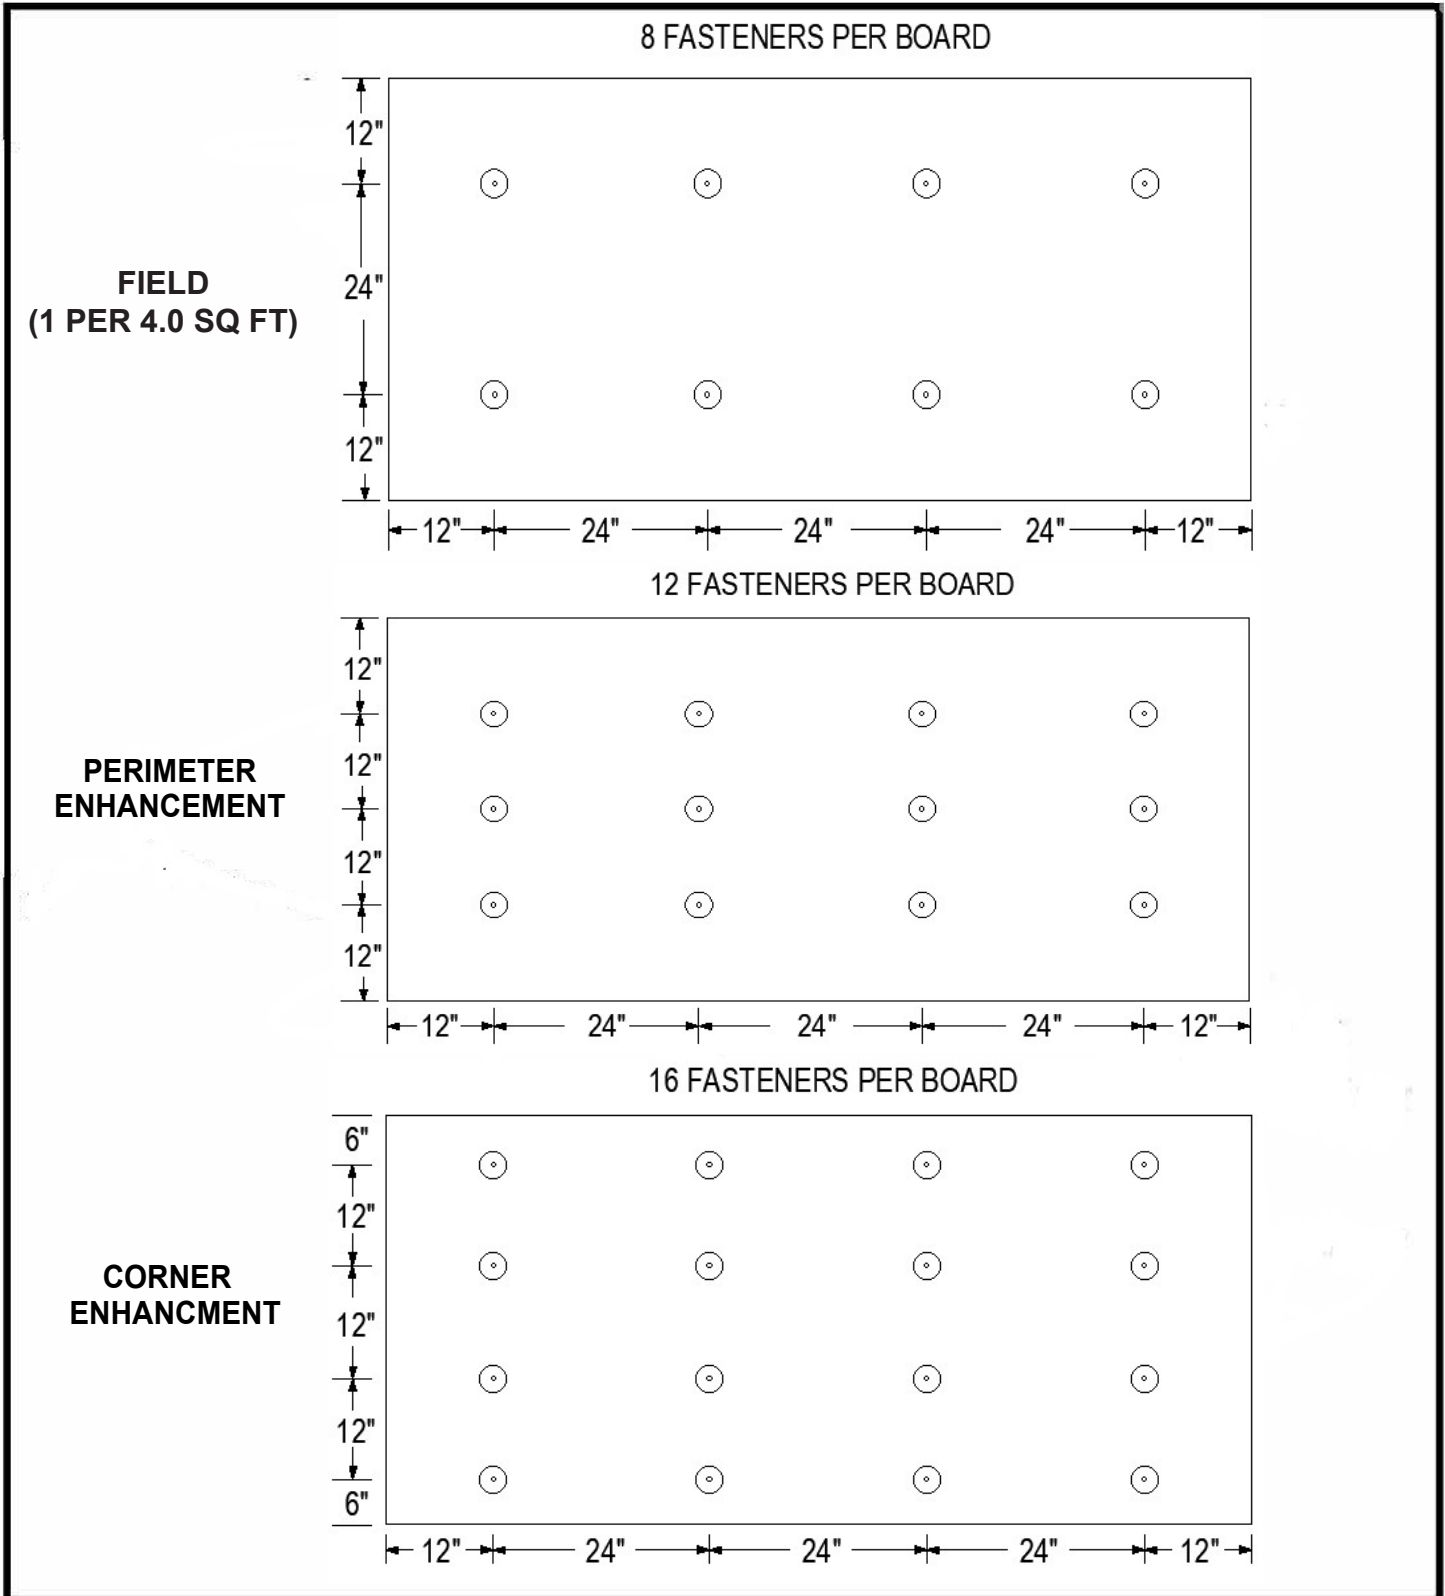 8 FASTENERS PER BOARD
12"
24"
12"
FIELD
(1 PER 4.0 SQ FT)
12" 24" 24" 24" 12"
12 FASTENERS PER BOARD
12"
12"
12"
12"
PERIMETER
ENHANCEMENT
12" 24" 24" 24" 12"
16 FASTENERS PER BOARD
6"
12"
12"
12"
6"
CORNER
ENHANCMENT
12" 24" 24" 24" 12"